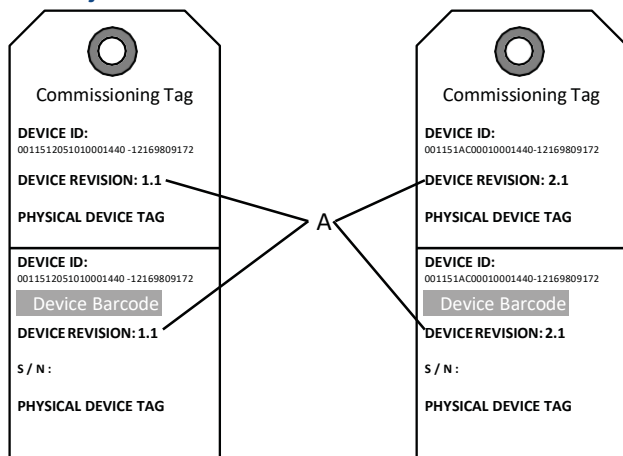 Commissioning Tag
DEVICE ID:
0011512051010001440 -12169809172
DEVICE REVISION: 1.1
PHYSICAL DEVICE TAG
DEVICE ID:
0011512051010001440 -12169809172
Device Barcode
DEVICE REVISION: 1.1
S / N :
PHYSICAL DEVICE TAG
A
Commissioning Tag
DEVICE ID:
001151AC00010001440-12169809172
DEVICE REVISION: 2.1
PHYSICAL DEVICE TAG
DEVICE ID:
001151AC00010001440-12169809172
Device Barcode
DEVICE REVISION: 2.1
S / N :
PHYSICAL DEVICE TAG